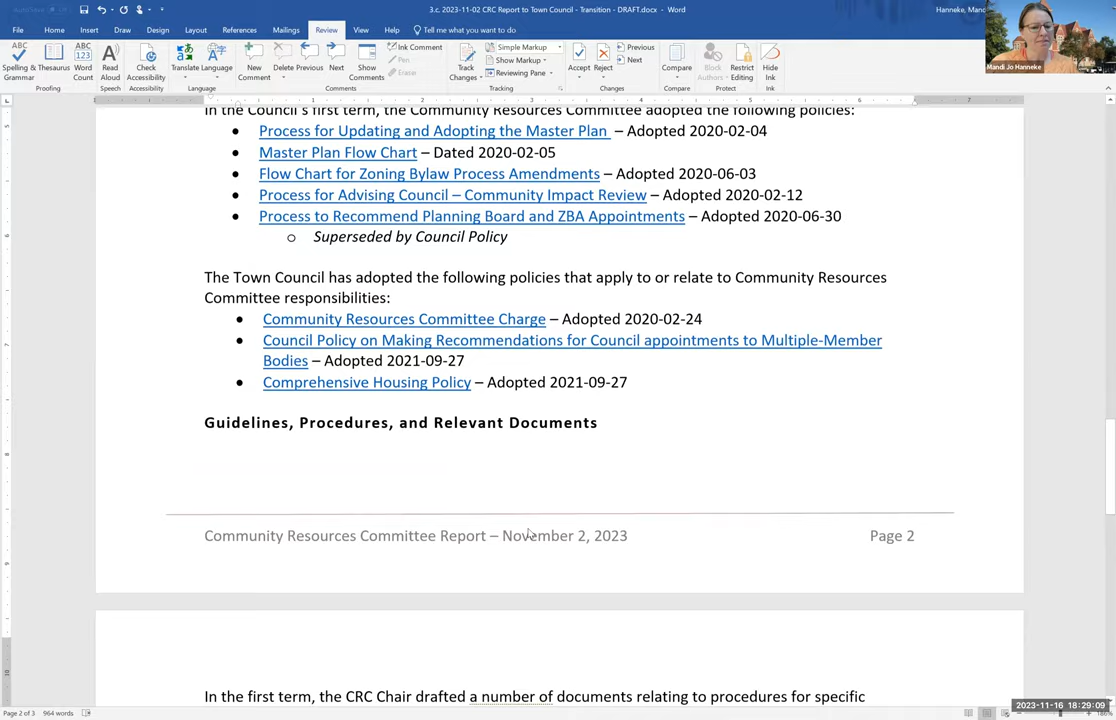 3.c. 2023-11-02 CRC Report to Town Council - Transition - DRAFT.docx - Word
Hanneke, Mand
File Home Insert Draw Design Layout References Mailings Review View Help Tell me what you want to do
Spelling & Grammar
Thesaurus
Word Count
Proofing
Read Aloud
Speech
Check Accessibility
Accessibility
Translate
Language
Language
New Comment
Delete
Previous
Next
Show Comments
Ink Comment
Pen
Erase
Comments
Track Changes
Simple Markup
Show Markup
Reviewing Pane
Tracking
Accept
Reject
Previous
Next
Changes
Compare
Compare
Block Authors
Restrict Editing
Protect
Hide Ink
Ink
Mandi Jo Hanneke
In the Council's first term, the Community Resources Committee adopted the following policies:
• Process for Updating and Adopting the Master Plan – Adopted 2020-02-04
• Master Plan Flow Chart – Dated 2020-02-05
• Flow Chart for Zoning Bylaw Process Amendments – Adopted 2020-06-03
• Process for Advising Council – Community Impact Review – Adopted 2020-02-12
• Process to Recommend Planning Board and ZBA Appointments – Adopted 2020-06-30
o Superseded by Council Policy
The Town Council has adopted the following policies that apply to or relate to Community Resources
Committee responsibilities:
• Community Resources Committee Charge – Adopted 2020-02-24
• Council Policy on Making Recommendations for Council appointments to Multiple-Member
Bodies – Adopted 2021-09-27
• Comprehensive Housing Policy – Adopted 2021-09-27
Guidelines, Procedures, and Relevant Documents
Community Resources Committee Report – November 2, 2023 Page 2
In the first term, the CRC Chair drafted a number of documents relating to procedures for specific
2023-11-16 18:29:09
Page 2 of 3 964 words